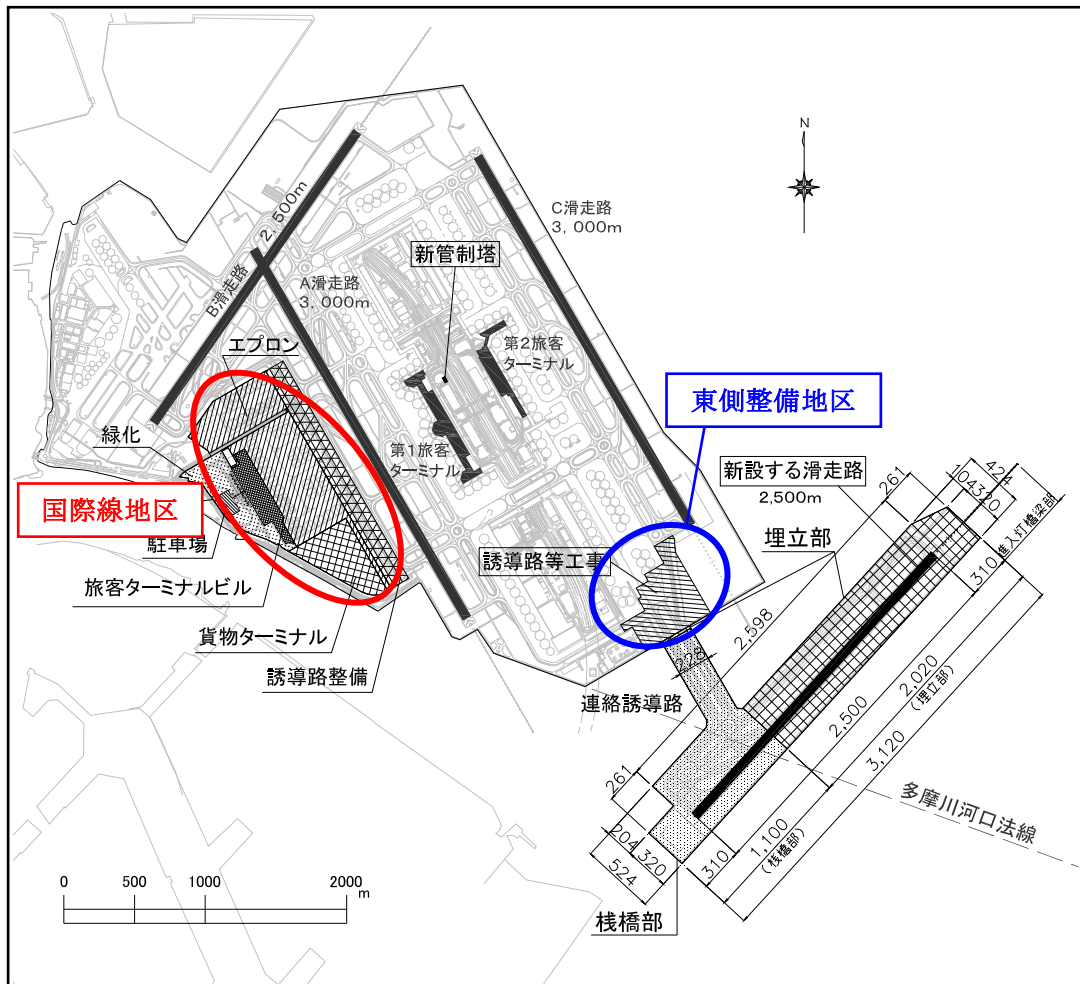 N
C滑走路
3,000m
2,500m
B滑走路
新管制塔
A滑走路
3,000m
第2旅客
ターミナル
エプロン
東側整備地区
緑化
第1旅客
ターミナル
新設する滑走路
2,500m
261
424
104
320
進入灯橋梁部
国際線地区
駐車場
誘導路等工事
埋立部
310
旅客ターミナルビル
2,598
貨物ターミナル
228
2,020
(埋立部)
誘導路整備
連絡誘導路
2,500
3,120
261
多摩川河口法線
204
320
524
310
1,100
(桟橋部)
0 500 1000 2000
m
桟橋部